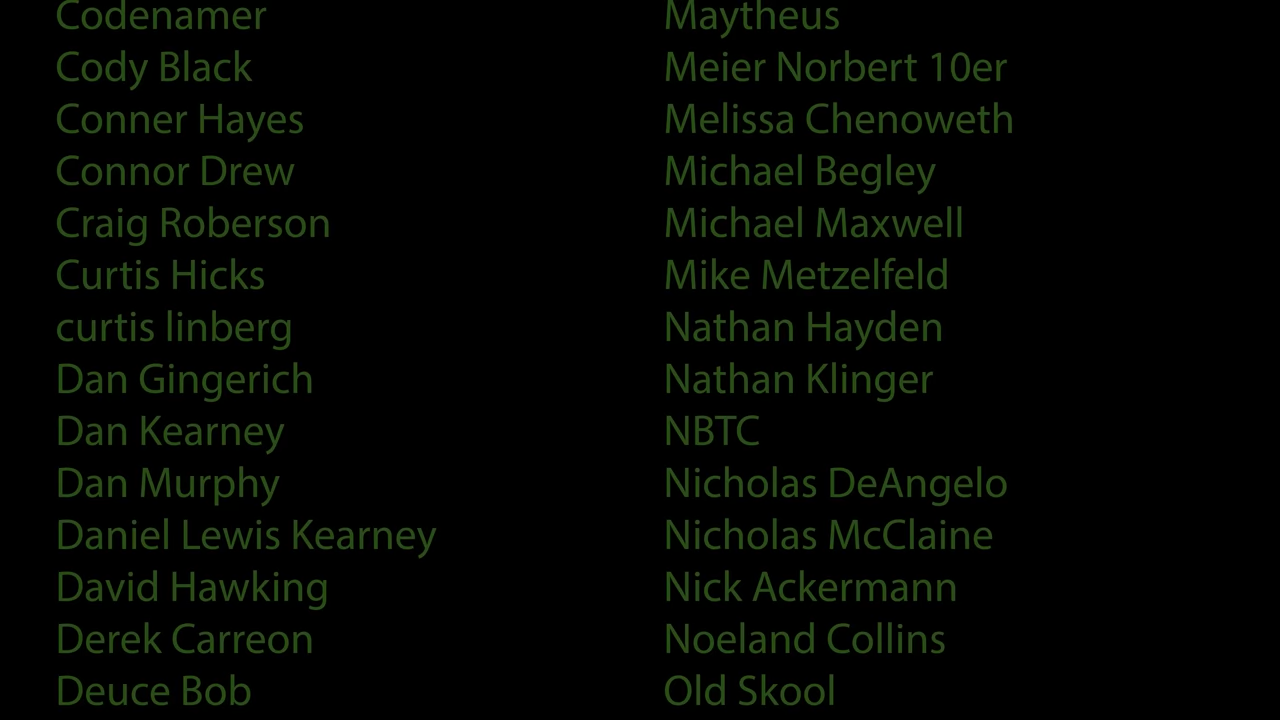 Codenamer
Cody Black
Conner Hayes
Connor Drew
Craig Roberson
Curtis Hicks
curtis linberg
Dan Gingerich
Dan Kearney
Dan Murphy
Daniel Lewis Kearney
David Hawking
Derek Carreon
Deuce Bob
Maytheus
Meier Norbert 10er
Melissa Chenoweth
Michael Begley
Michael Maxwell
Mike Metzelfeld
Nathan Hayden
Nathan Klinger
NBTC
Nicholas DeAngelo
Nicholas McClaine
Nick Ackermann
Noeland Collins
Old Skool